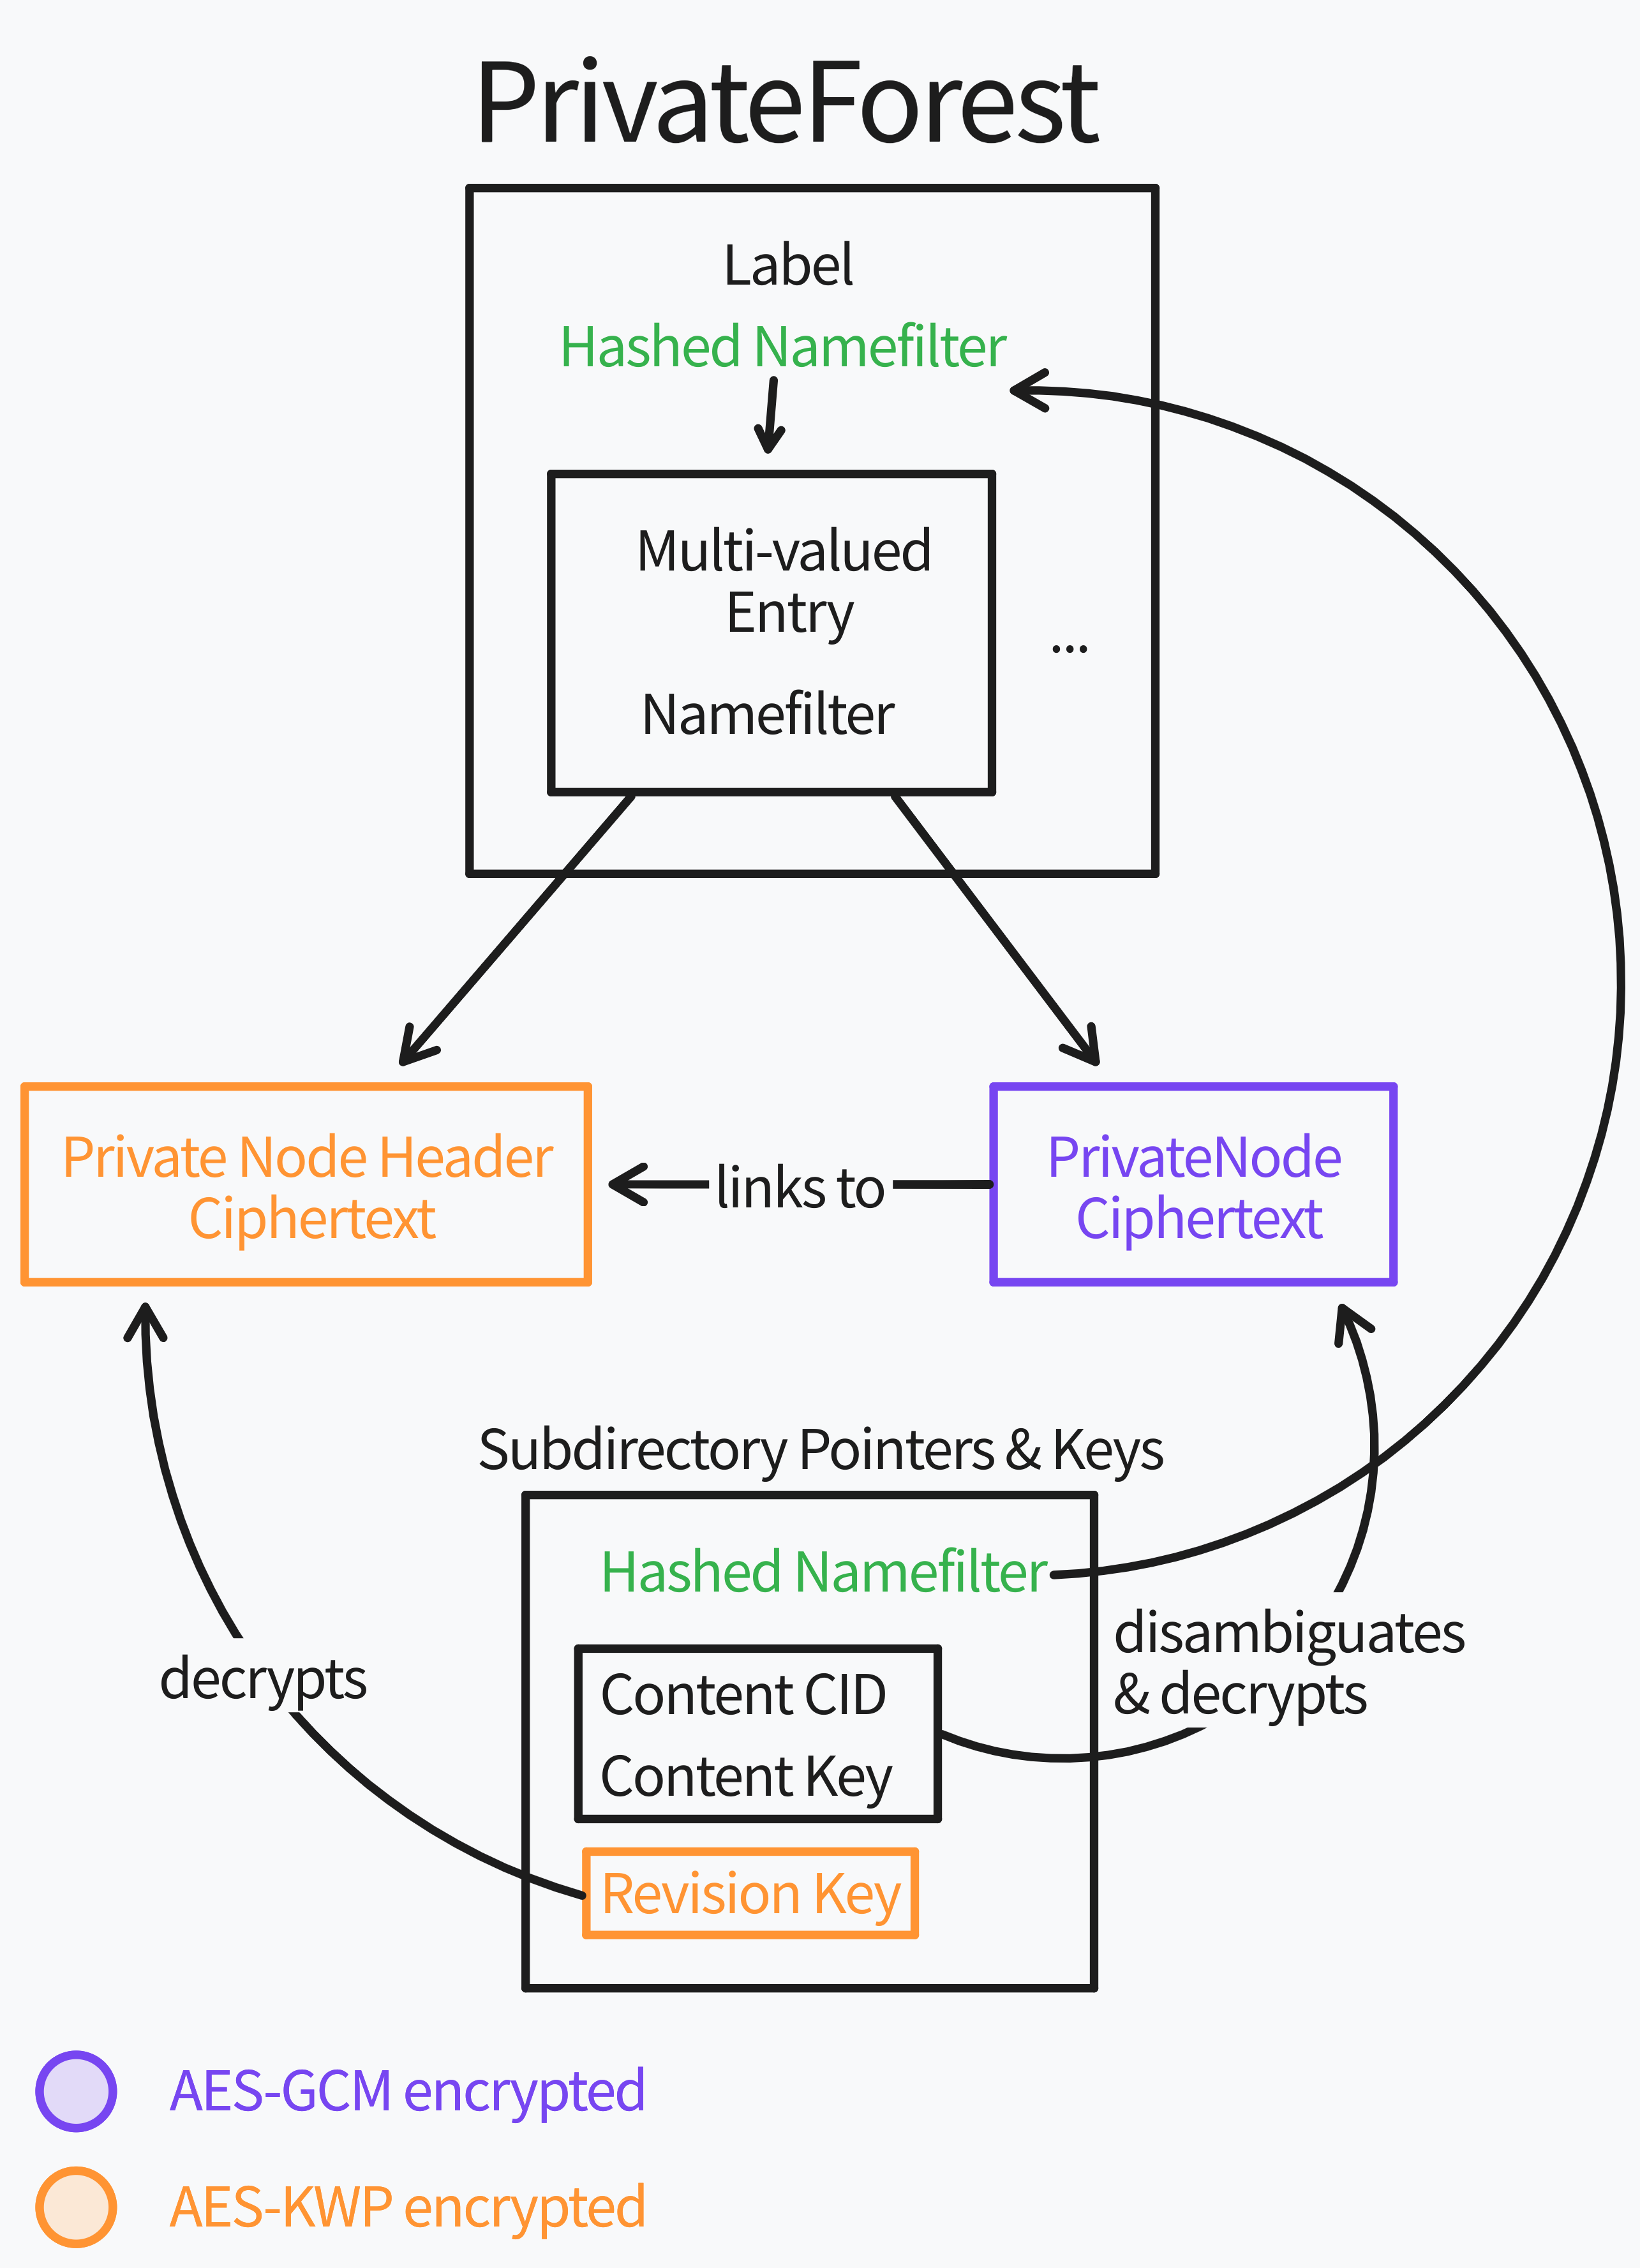 PrivateForest
Label
Hashed Namefilter
Multi-valued
Entry
Namefilter
...
Private Node Header
Ciphertext
links to
PrivateNode
Ciphertext
Subdirectory Pointers & Keys
Hashed Namefilter
Content CID
Content Key
Revision Key
decrypts
disambiguates
& decrypts
AES-GCM encrypted
AES-KWP encrypted